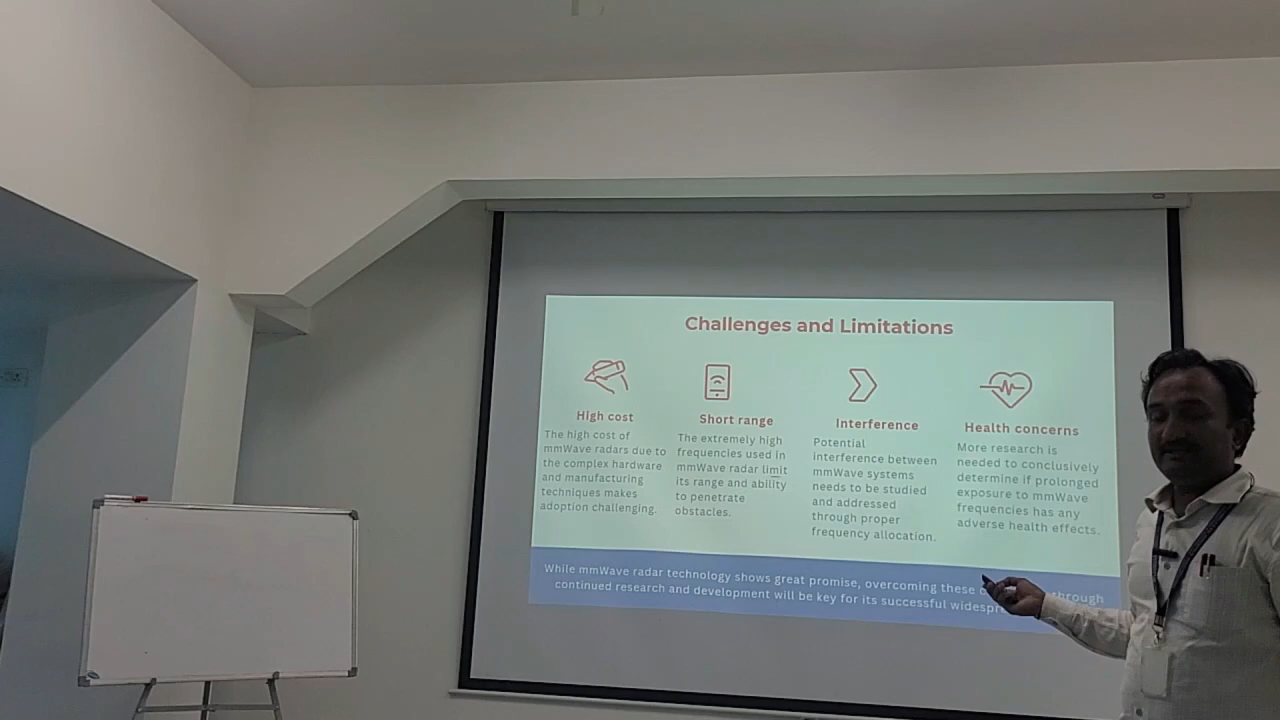 Challenges and Limitations
High cost
The high cost of
mmWave radars due to
the complex hardware
and manufacturing
techniques makes
adoption challenging.
Short range
The extremely high
frequencies used in
mmWave radar limit
its range and ability
to penetrate
obstacles.
Interference
Potential
interference between
mmWave systems
needs to be studied
and addressed
through proper
frequency allocation.
Health concerns
More research is
needed to conclusively
determine if prolonged
exposure to mmWave
frequencies has any
adverse health effects.
While mmWave radar technology shows great promise, overcoming these through
continued research and development will be key for its successful